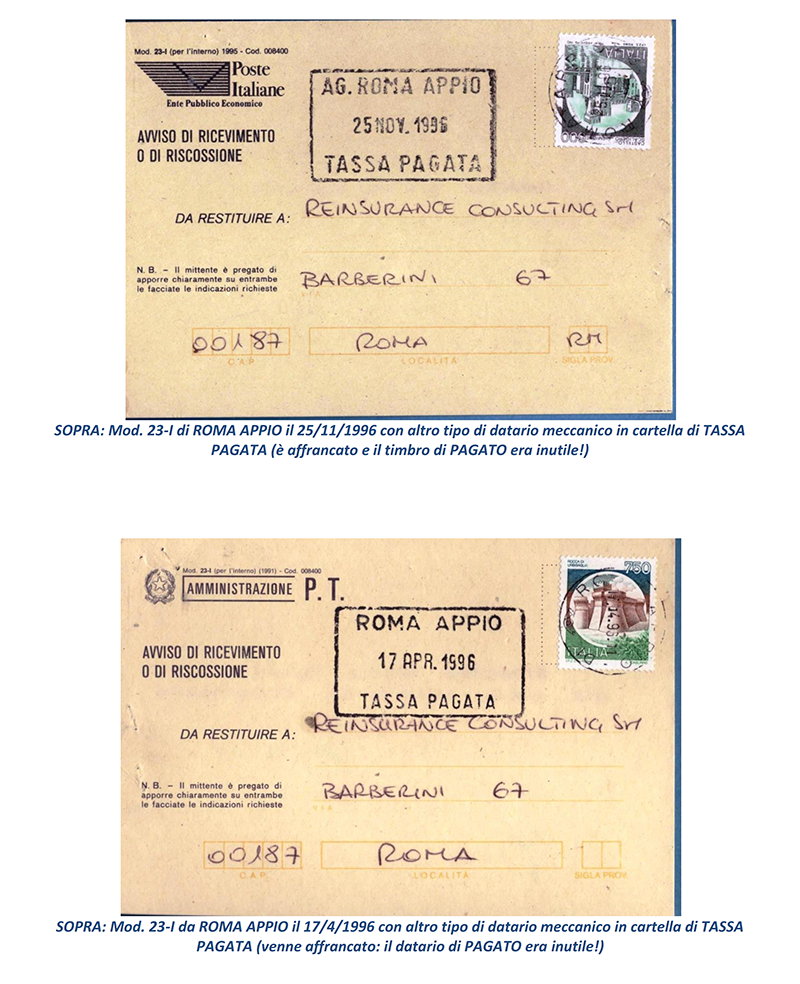 Mod. 23-I (per l'interno) 1995 - Cod. 008400
Poste
Italiane
Ente Pubblico Economico
AG. ROMA APPIO
25 NOV. 1996
TASSA PAGATA
ITALIA
AVVISO DI RICEVIMENTO
O DI RISCOSSIONE
DA RESTITUIRE A: REINSURANCE CONSULTING Srl
N. B. – Il mittente è pregato di
apporre chiaramente su entrambe
le facciate le indicazioni richieste
BARBERINI 67
00187 ROMA RM
C.A.P. LOCALITÀ SIGLA PROV.
SOPRA: Mod. 23-I di ROMA APPIO il 25/11/1996 con altro tipo di datario meccanico in cartella di TASSA
PAGATA (è affrancato e il timbro di PAGATO era inutile!)
Mod. 23-I (per l'interno) (1991) - Cod. 008400
AMMINISTRAZIONE P. T.
750
ITALIA
ROMA APPIO
17 APR. 1996
TASSA PAGATA
AVVISO DI RICEVIMENTO
O DI RISCOSSIONE
DA RESTITUIRE A: REINSURANCE CONSULTING Srl
N. B. – Il mittente è pregato di
apporre chiaramente su entrambe
le facciate le indicazioni richieste
BARBERINI 67
00187 ROMA
C.A.P. LOCALITÀ SIGLA PROV.
SOPRA: Mod. 23-I da ROMA APPIO il 17/4/1996 con altro tipo di datario meccanico in cartella di TASSA
PAGATA (venne affrancato: il datario di PAGATO era inutile!)